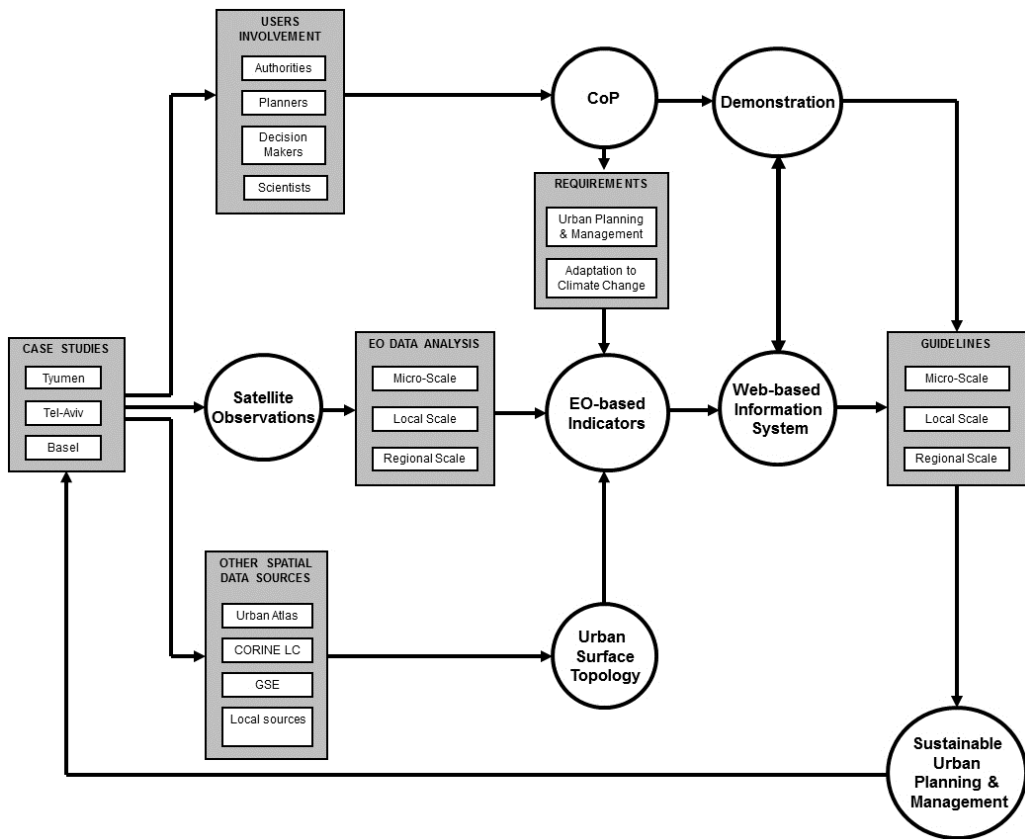 USERS
INVOLVEMENT
Authorities
Planners
Decision
Makers
Scientists
CoP
Demonstration
REQUIREMENTS
Urban Planning
& Management
Adaptation to
Climate Change
CASE STUDIES
Tyumen
Tel-Aviv
Basel
Satellite
Observations
EO DATA ANALYSIS
Micro-Scale
Local Scale
Regional Scale
EO-based
Indicators
Web-based
Information
System
GUIDELINES
Micro-Scale
Local Scale
Regional Scale
OTHER SPATIAL
DATA SOURCES
Urban Atlas
CORINE LC
GSE
Local sources
Urban
Surface
Topology
Sustainable
Urban
Planning &
Management